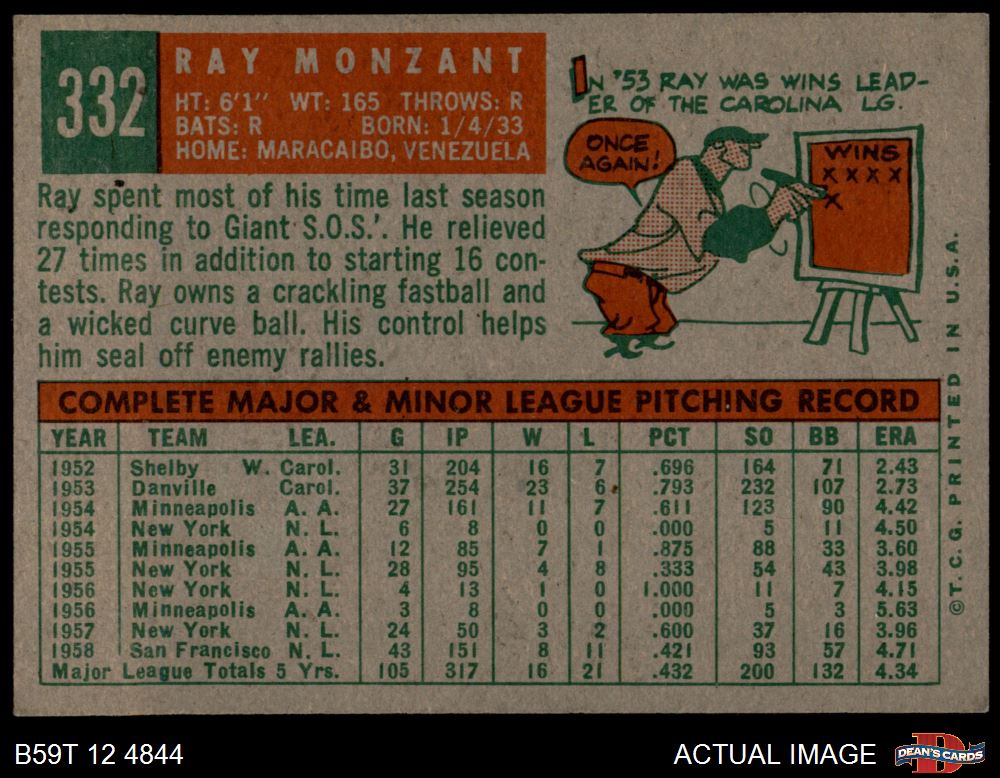 332
RAY MONZANT
HT: 6'1" WT: 165 THROWS: R
BATS: R BORN: 1/4/33
HOME: MARACAIBO, VENEZUELA
IN '53 RAY WAS WINS LEAD-
ER OF THE CAROLINA LG.
ONCE
AGAIN!
WINS
X X X X
X
Ray spent most of his time last season
responding to Giant S.O.S.'. He relieved
27 times in addition to starting 16 con-
tests. Ray owns a crackling fastball and
a wicked curve ball. His control helps
him seal off enemy rallies.
COMPLETE MAJOR & MINOR LEAGUE PITCHING RECORD
YEAR TEAM LEA. G IP W L PCT SO BB ERA
1952 Shelby W. Carol. 31 204 16 7 .696 164 71 2.43
1953 Danville Carol. 37 254 23 6 .793 232 107 2.73
1954 Minneapolis A. A. 27 161 11 7 .611 123 90 4.42
1954 New York N. L. 6 8 0 0 .000 5 11 4.50
1955 Minneapolis A. A. 12 85 7 1 .875 88 33 3.60
1955 New York N. L. 28 95 4 8 .333 54 43 3.98
1956 New York N. L. 4 13 1 0 1.000 11 7 4.15
1956 Minneapolis A. A. 3 8 0 0 .000 5 3 5.63
1957 New York N. L. 24 50 3 2 .600 37 16 3.96
1958 San Francisco N. L. 43 151 8 11 .421 93 57 4.71
Major League Totals 5 Yrs. 105 317 16 21 .432 200 132 4.34
©T. C. G. PRINTED IN U.S.A.
B59T 12 4844
ACTUAL IMAGE
D
DEAN'S CARDS